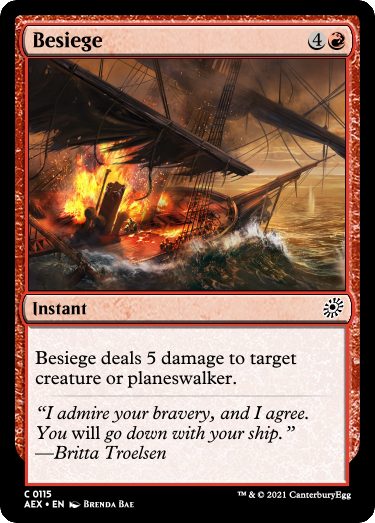 Besiege 4
Instant
Besiege deals 5 damage to target
creature or planeswalker.
“I admire your bravery, and I agree.
You will go down with your ship.”
—Britta Troelsen
C 0115
AEX • EN Brenda Bae
™ & © 2021 CanterburyEgg